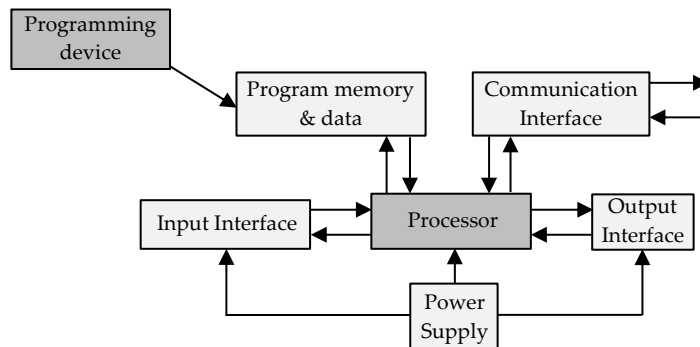 Programming
device
Program memory
& data
Communication
Interface
Input Interface
Processor
Output
Interface
Power
Supply